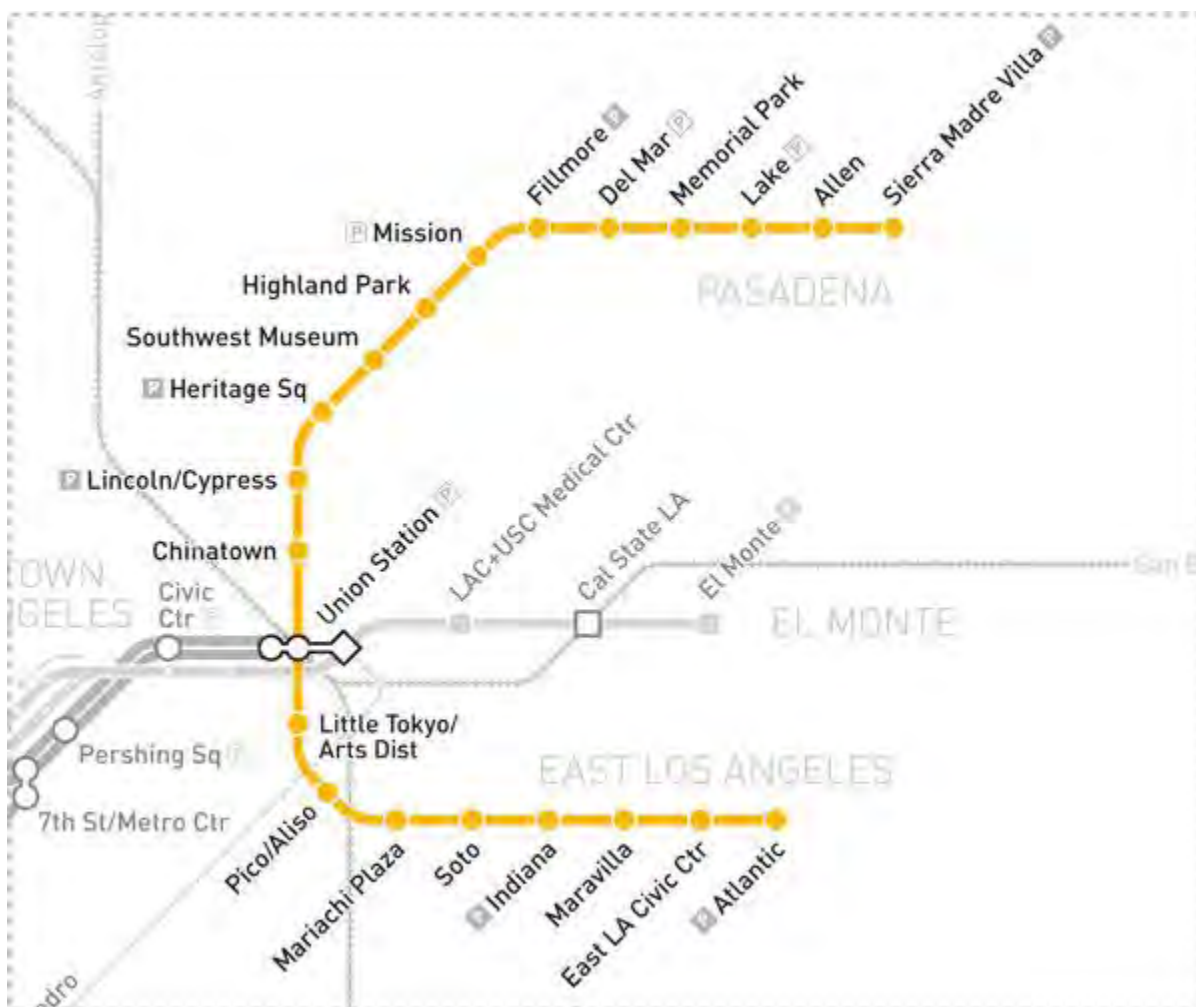 Sierra Madre Villa P
Allen
Lake P
Memorial Park
Del Mar P
Fillmore P
P Mission
Highland Park
Southwest Museum
P Heritage Sq
P Lincoln/Cypress
Chinatown
Union Station P
PASADENA
LAC+USC Medical Ctr
Cal State LA
El Monte
EL MONTE
Civic
Ctr
Little Tokyo/
Arts Dist
Pershing Sq
7th St/Metro Ctr
EAST LOS ANGELES
Pico/Aliso
Mariachi Plaza
Soto
P Indiana
Maravilla
East LA Civic Ctr
P Atlantic